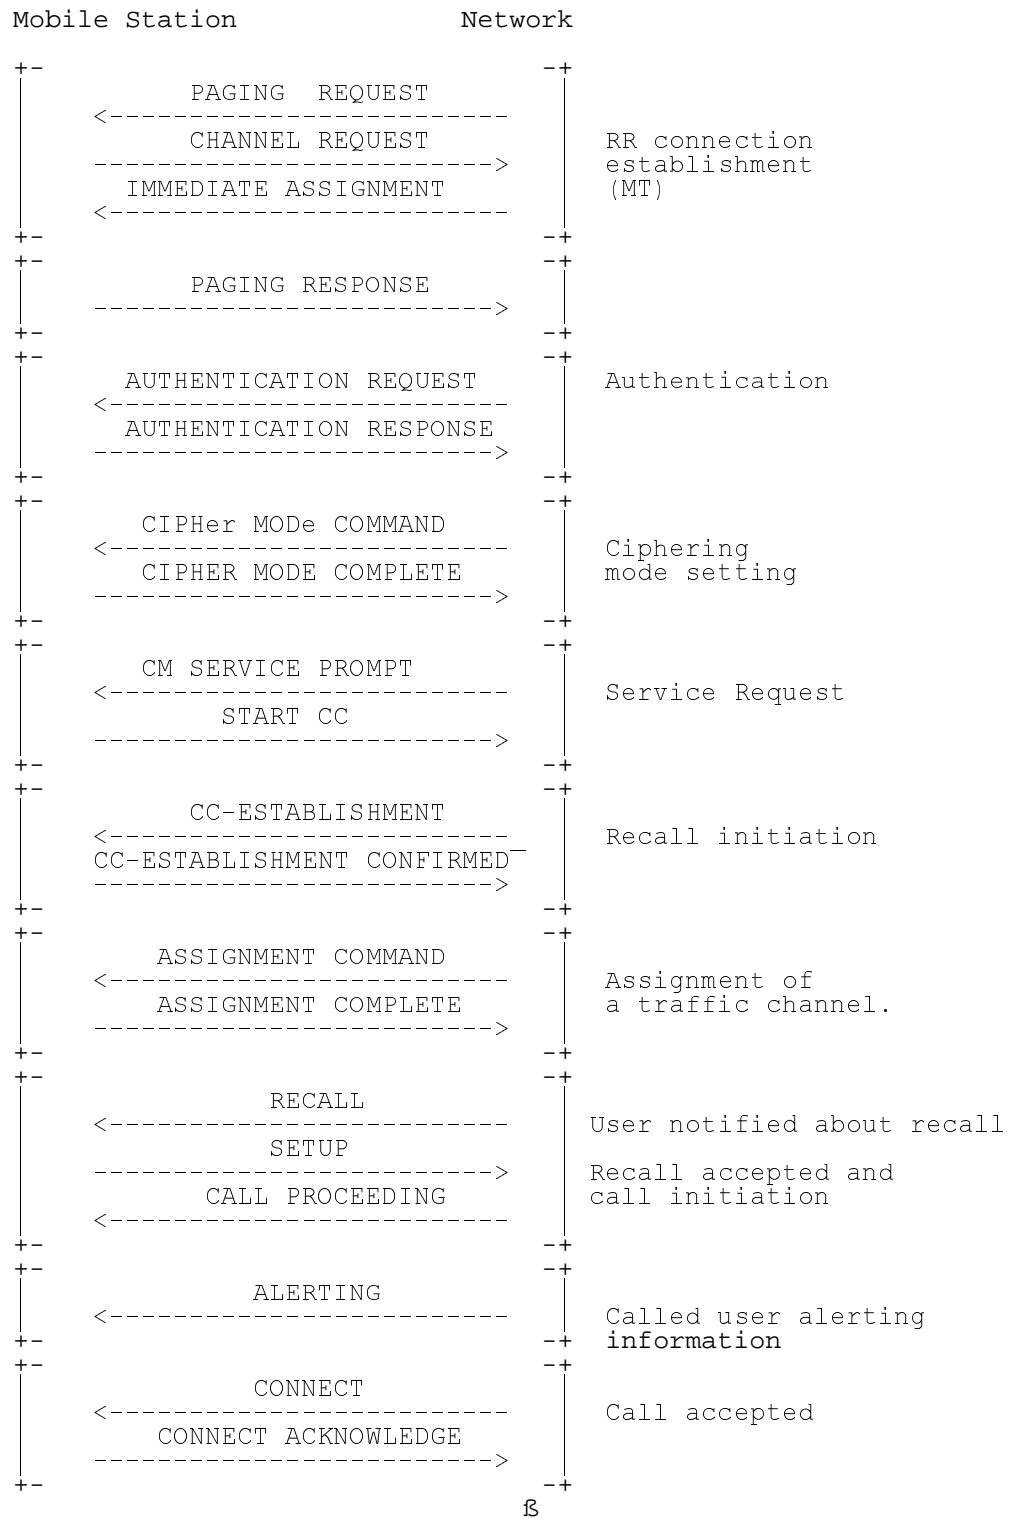 Mobile Station Network
+- -+
PAGING REQUEST
<-------------------------
CHANNEL REQUEST RR connection
-------------------------> establishment
IMMEDIATE ASSIGNMENT (MT)
<-------------------------
+- -+
+- -+
PAGING RESPONSE
------------------------->
+- -+
+- -+
AUTHENTICATION REQUEST Authentication
<-------------------------
AUTHENTICATION RESPONSE
------------------------->
+- -+
+- -+
CIPHer MODe COMMAND
<------------------------- Ciphering
CIPHER MODE COMPLETE mode setting
------------------------->
+- -+
+- -+
CM SERVICE PROMPT
<------------------------- Service Request
START CC
------------------------->
+- -+
+- -+
CC-ESTABLISHMENT
<------------------------- Recall initiation
CC-ESTABLISHMENT CONFIRMED‾
------------------------->
+- -+
+- -+
ASSIGNMENT COMMAND
<------------------------- Assignment of
ASSIGNMENT COMPLETE a traffic channel.
------------------------->
+- -+
+- -+
RECALL
<------------------------- User notified about recall
SETUP
-------------------------> Recall accepted and
CALL PROCEEDING call initiation
<-------------------------
+- -+
+- -+
ALERTING
<------------------------- Called user alerting
+- -+ information
+- -+
CONNECT
<------------------------- Call accepted
CONNECT ACKNOWLEDGE
------------------------->
+- -+
ß